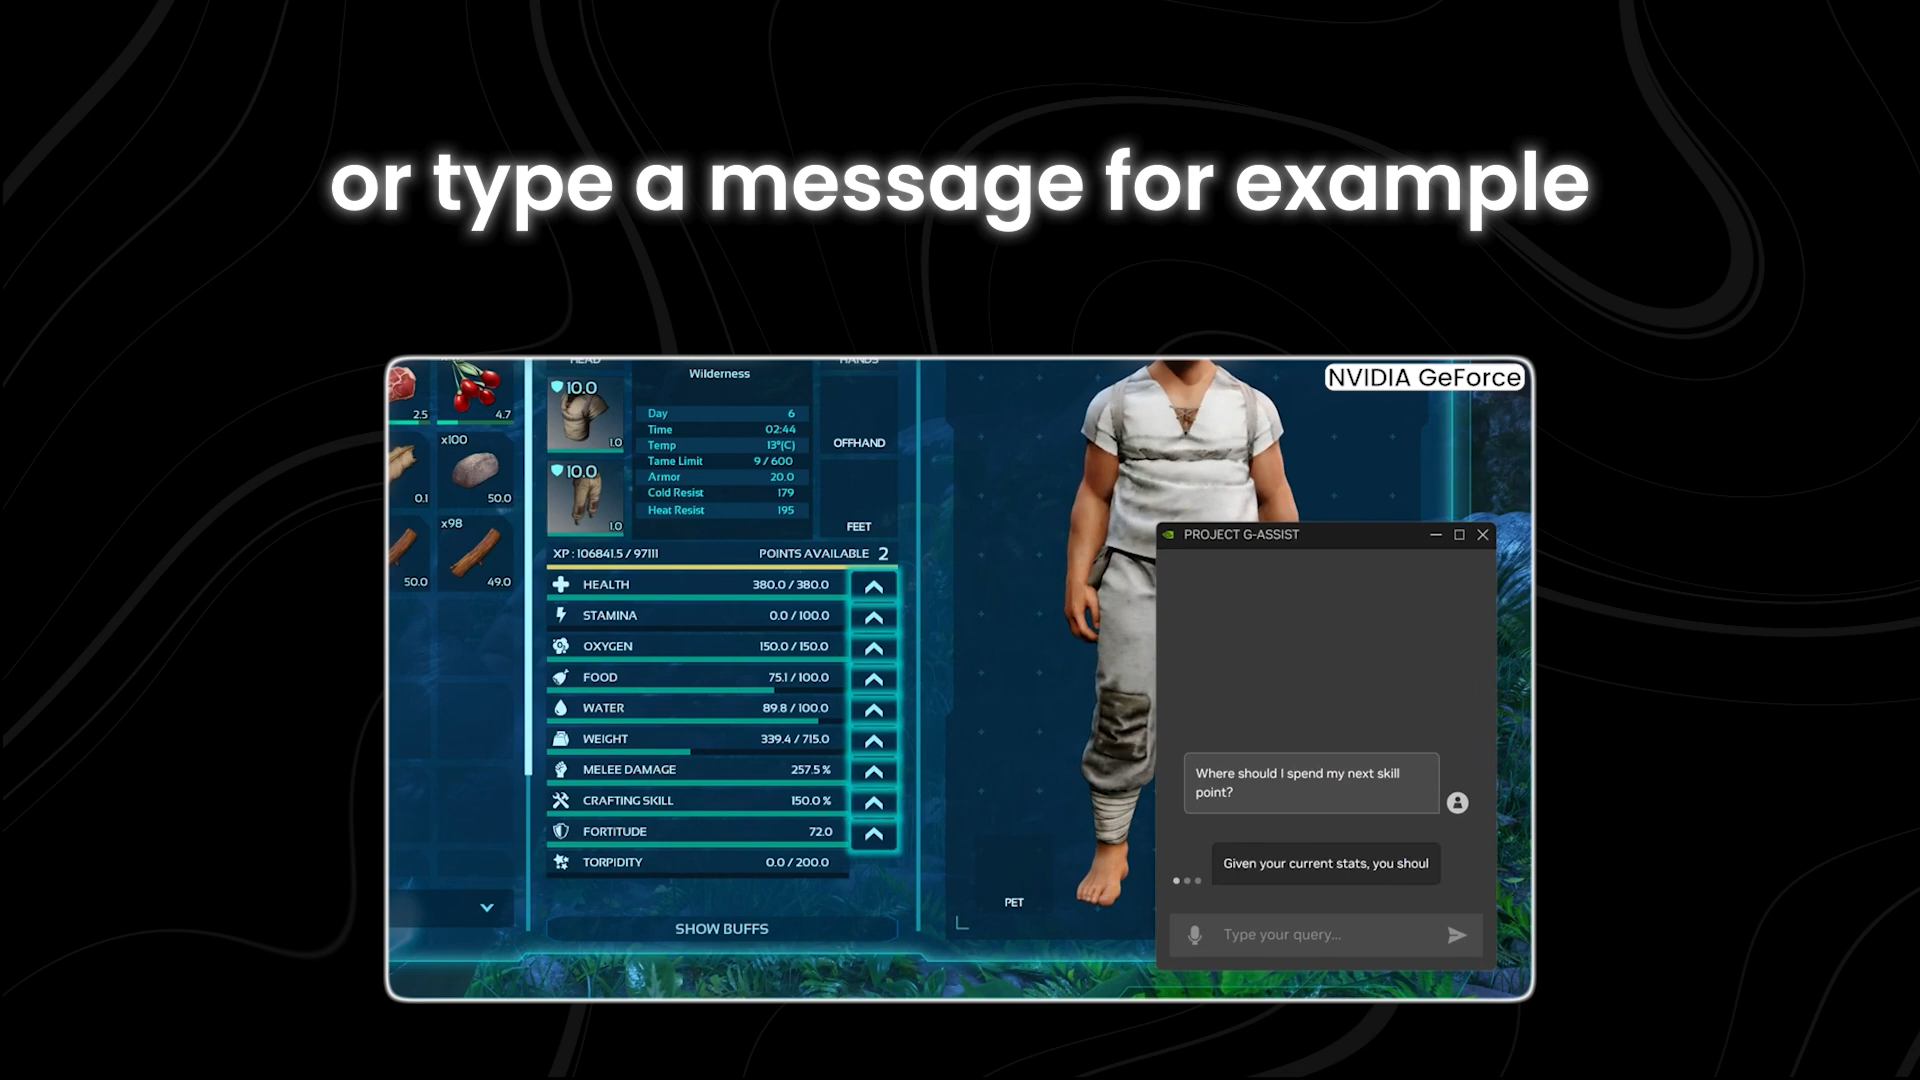 or type a message for example
NVIDIA GeForce
HEAD
HANDS
Wilderness
2.5
4.7
10.0
1.0
Day 6
Time 02:44
Temp 13°(C)
Tame Limit 9 / 600
Armor 20.0
Cold Resist 179
Heat Resist 195
OFFHAND
x100
0.1
50.0
10.0
1.0
FEET
x98
50.0
49.0
XP : 106841.5 / 97111
POINTS AVAILABLE 2
HEALTH 380.0 / 380.0
STAMINA 0.0 / 100.0
OXYGEN 150.0 / 150.0
FOOD 75.1 / 100.0
WATER 89.8 / 100.0
WEIGHT 339.4 / 715.0
MELEE DAMAGE 257.5 %
CRAFTING SKILL 150.0 %
FORTITUDE 72.0
TORPIDITY 0.0 / 200.0
SHOW BUFFS
PET
PROJECT G-ASSIST
Where should I spend my next skill
point?
Given your current stats, you shoul
Type your query...